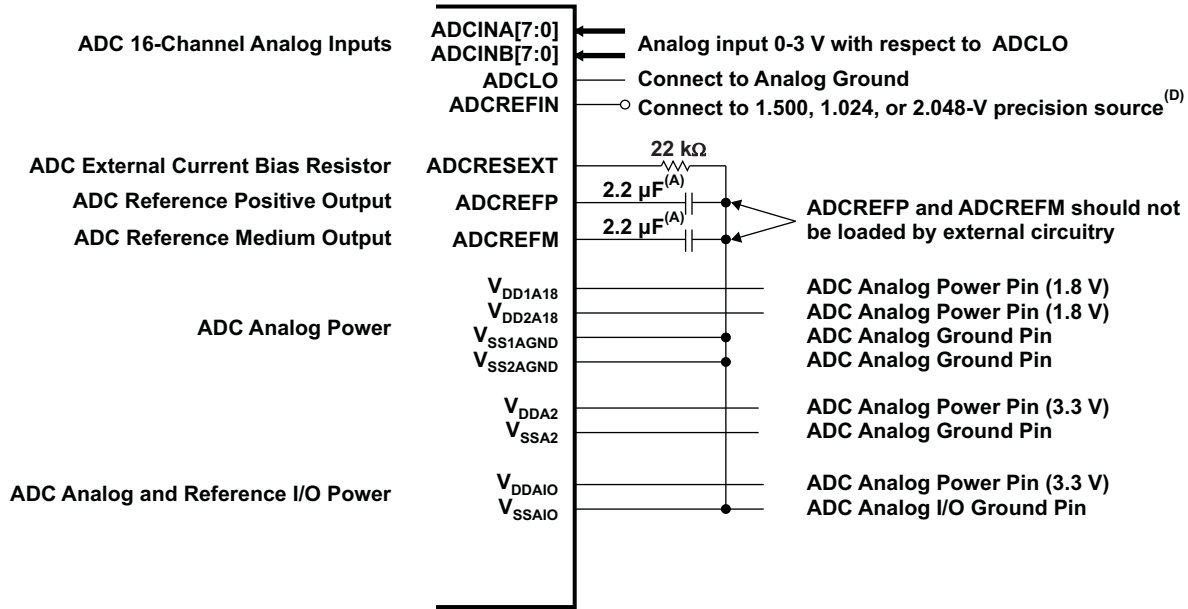 ADC 16-Channel Analog Inputs
ADCINA[7:0]
ADCINB[7:0]
Analog input 0-3 V with respect to ADCLO
ADCLO
Connect to Analog Ground
ADCREFIN
Connect to 1.500, 1.024, or 2.048-V precision source(D)
22 kΩ
ADC External Current Bias Resistor
ADCRESEXT
ADC Reference Positive Output
ADCREFP
2.2 µF(A)
ADC Reference Medium Output
ADCREFM
2.2 µF(A)
ADCREFP and ADCREFM should not
be loaded by external circuitry
ADC Analog Power
VDD1A18
ADC Analog Power Pin (1.8 V)
VDD2A18
ADC Analog Power Pin (1.8 V)
VSS1AGND
ADC Analog Ground Pin
VSS2AGND
ADC Analog Ground Pin
VDDA2
ADC Analog Power Pin (3.3 V)
VSSA2
ADC Analog Ground Pin
ADC Analog and Reference I/O Power
VDDAIO
ADC Analog Power Pin (3.3 V)
VSSAIO
ADC Analog I/O Ground Pin